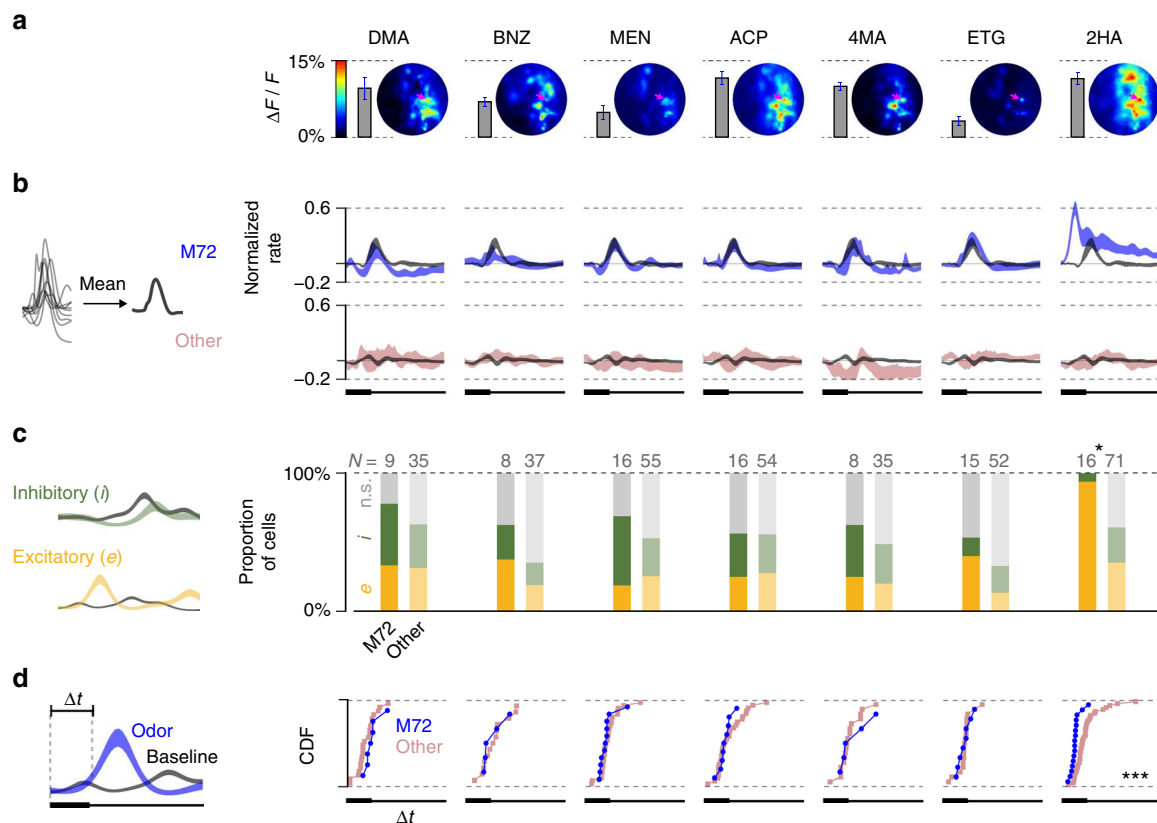 a
DMA BNZ MEN ACP 4MA ETG 2HA
ΔF / F
15%
0%
b
M72
Mean
Other
Normalized
rate
0.6
−0.2
0.6
−0.2
c
Inhibitory (i)
Excitatory (e)
Proportion
of cells
N = 9 35 8 37 16 55 16 54 8 35 15 52 16 71
*
100%
n.s.
i
e
0%
M72 Other
d
Δt
Odor
Baseline
CDF
M72
Other
***
Δt